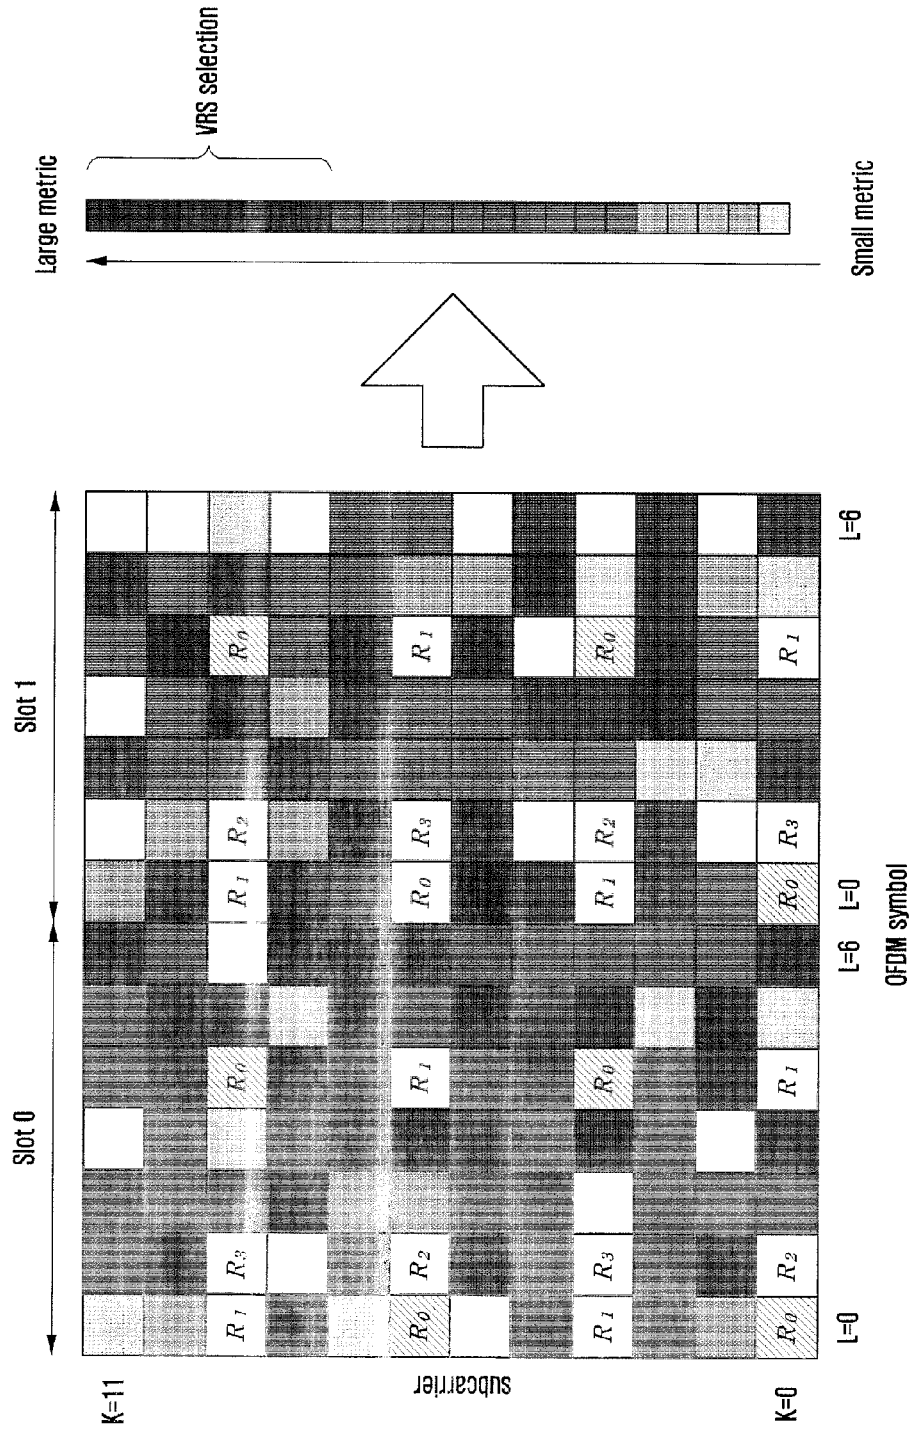 Slot 0 Slot 1
Large metric
K=11
VRS selection
R1 R3 R0 R1 R2 R0
R0 R2 R1 R0 R3 R1
subcarrier
R1 R3 R0 R1 R2 R0
K=0 R0 R2 R1 R0 R3 R1
L=0 L=6 L=0 L=6
Small metric
OFDM symbol